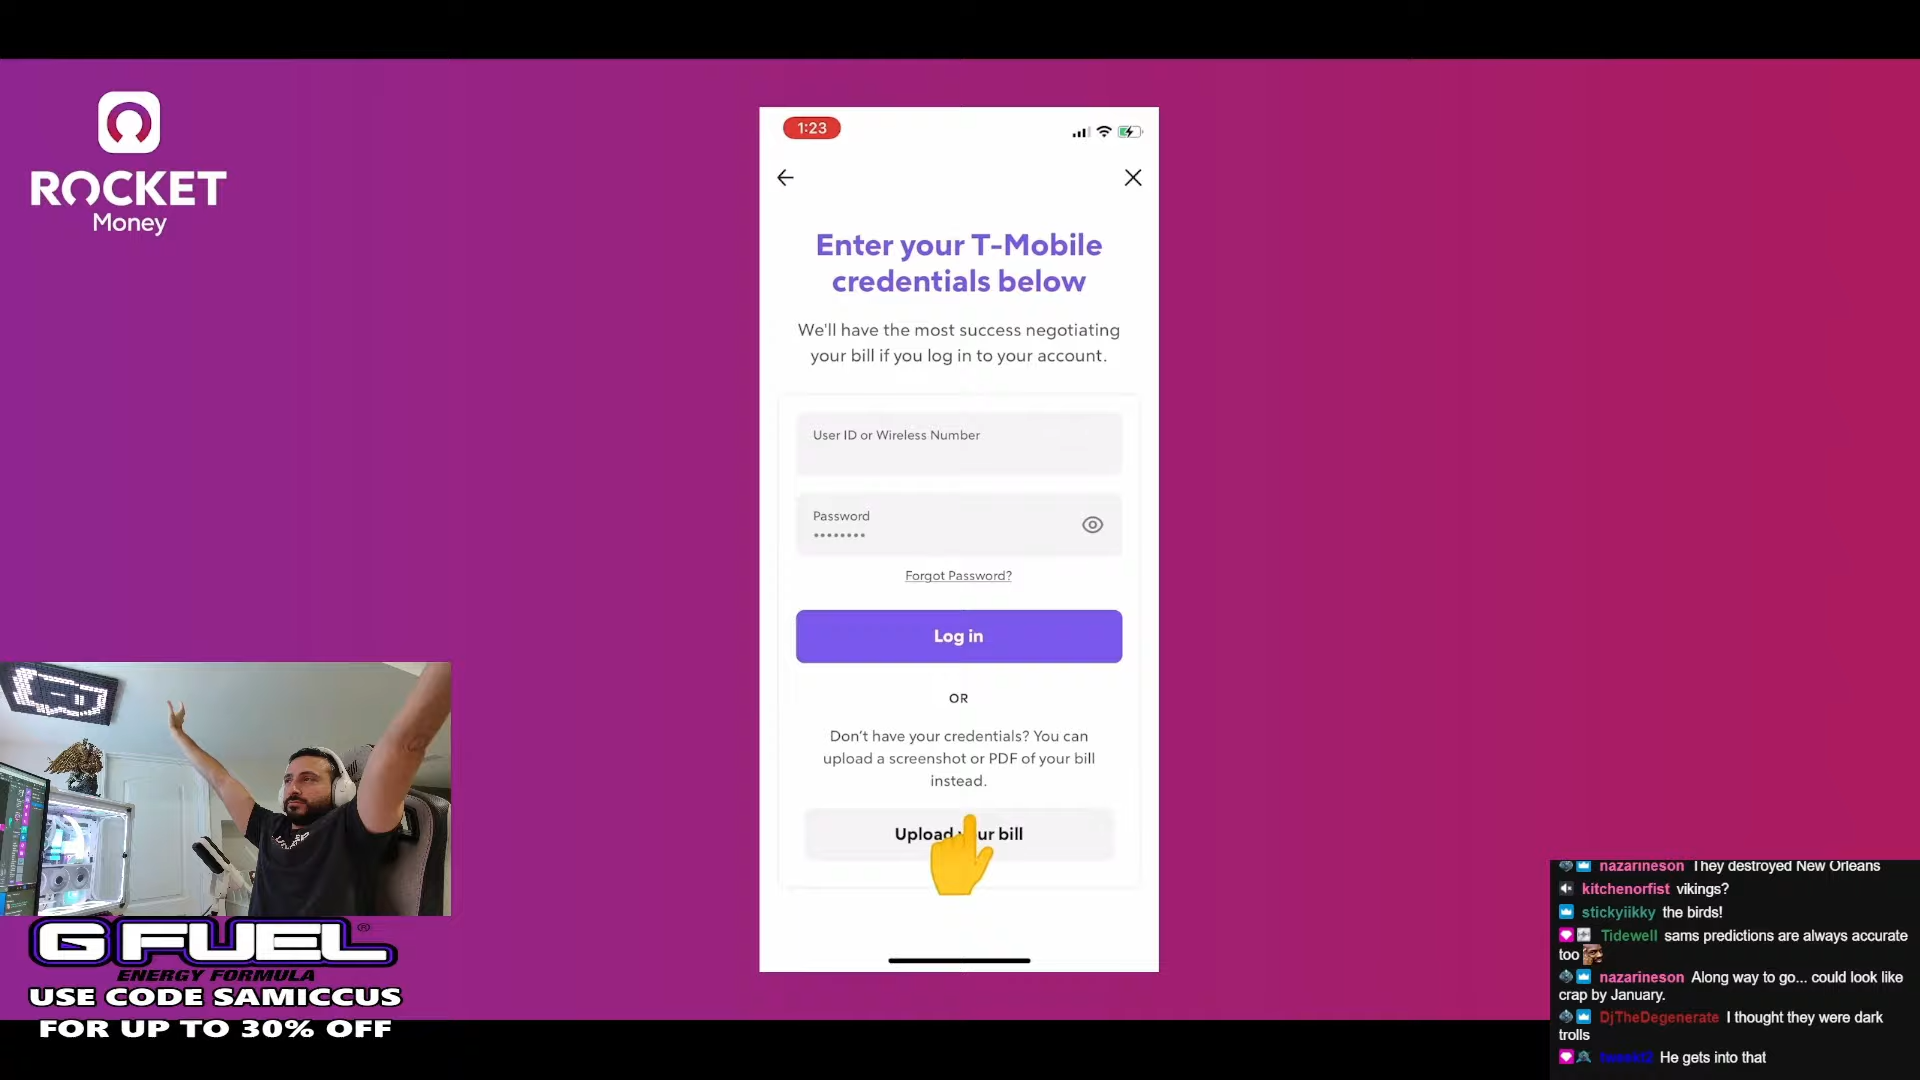 ROCKET
Money
1:23
Enter your T-Mobile
credentials below
We'll have the most success negotiating
your bill if you log in to your account.
User ID or Wireless Number
Password
••••••••
Forgot Password?
Log in
OR
Don't have your credentials? You can
upload a screenshot or PDF of your bill
instead.
Upload ur bill
G FUEL®
ENERGY FORMULA
USE CODE SAMICCUS
FOR UP TO 30% OFF
nazarineson They destroyed New Orleans
kitchenorfist vikings?
stickyiikky the birds!
Tidewell sams predictions are always accurate
too
nazarineson Along way to go... could look like
crap by January.
DjTheDegenerate I thought they were dark
trolls
He gets into that